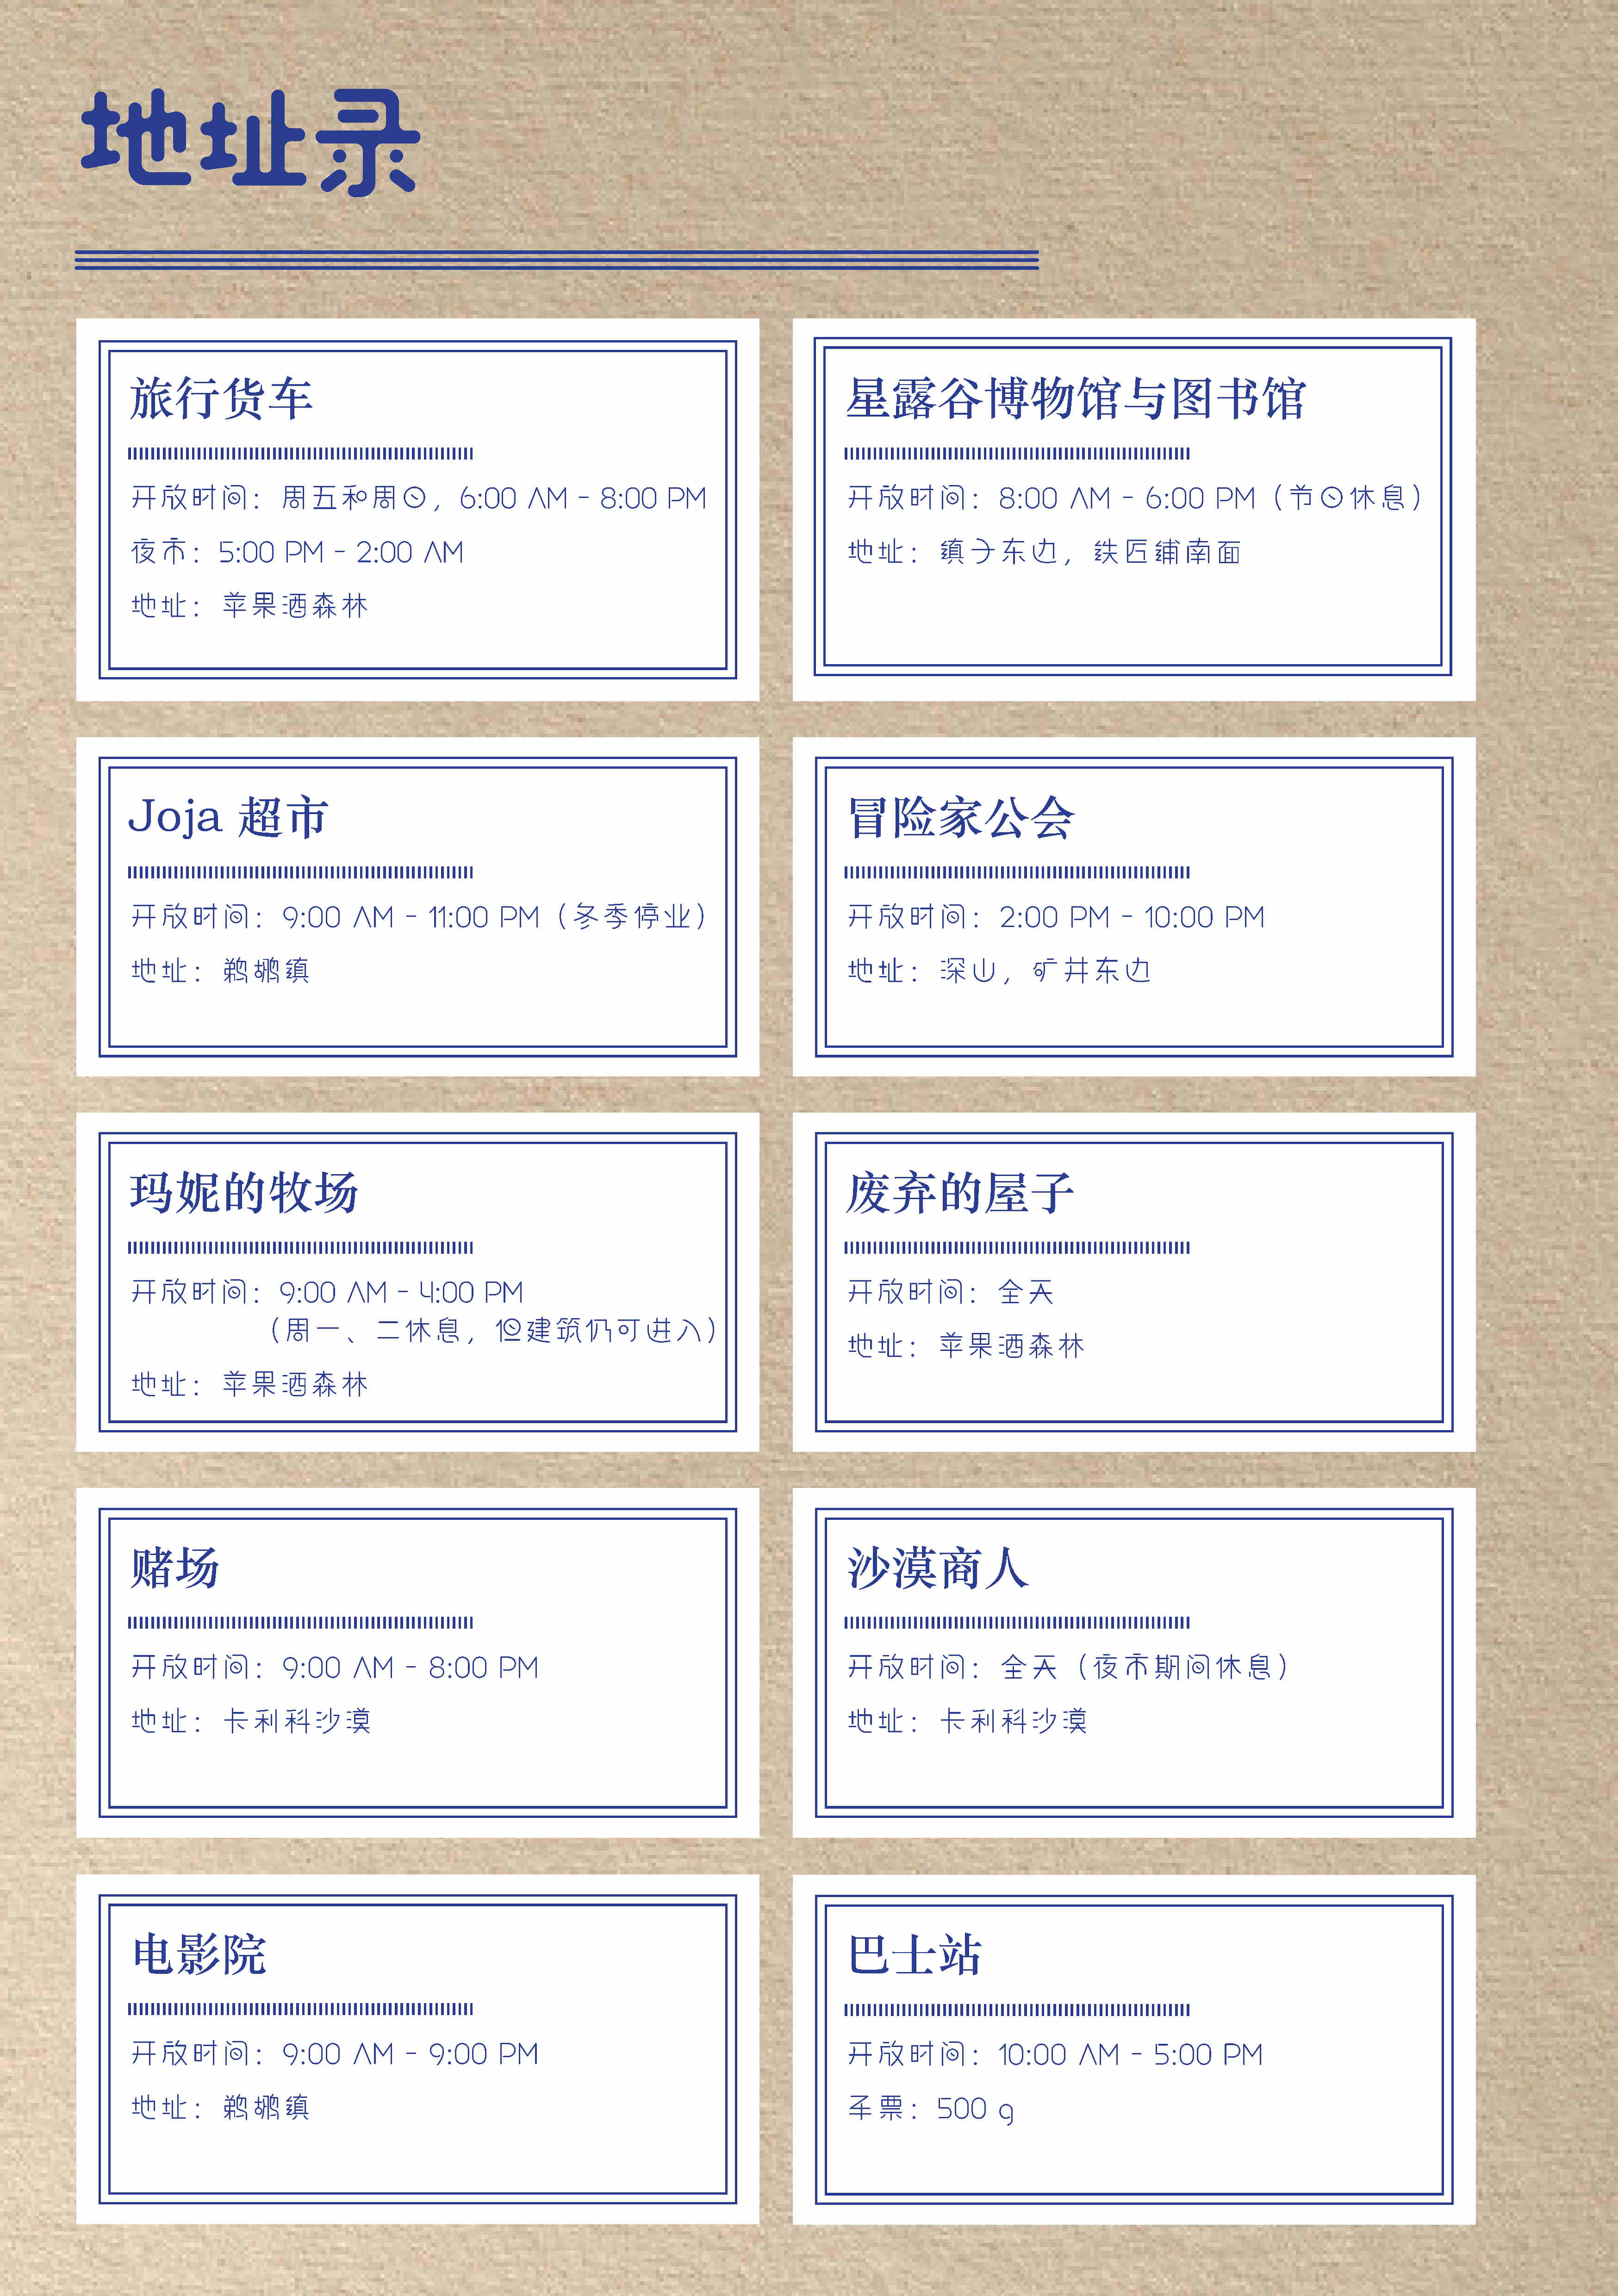 地址录
旅行货车
开放时间：周五和周日，6:00 AM - 8:00 PM
夜市：5:00 PM - 2:00 AM
地址：苹果酒森林
星露谷博物馆与图书馆
开放时间：8:00 AM - 6:00 PM（节日休息）
地址：镇子东边，铁匠铺南面
Joja 超市
开放时间：9:00 AM - 11:00 PM（冬季停业）
地址：鹈鹕镇
冒险家公会
开放时间：2:00 PM - 10:00 PM
地址：深山，矿井东边
玛妮的牧场
开放时间：9:00 AM - 4:00 PM
（周一、二休息，但建筑仍可进入）
地址：苹果酒森林
废弃的屋子
开放时间：全天
地址：苹果酒森林
赌场
开放时间：9:00 AM - 8:00 PM
地址：卡利科沙漠
沙漠商人
开放时间：全天（夜市期间休息）
地址：卡利科沙漠
电影院
开放时间：9:00 AM - 9:00 PM
地址：鹈鹕镇
巴士站
开放时间：10:00 AM - 5:00 PM
车票：500 g